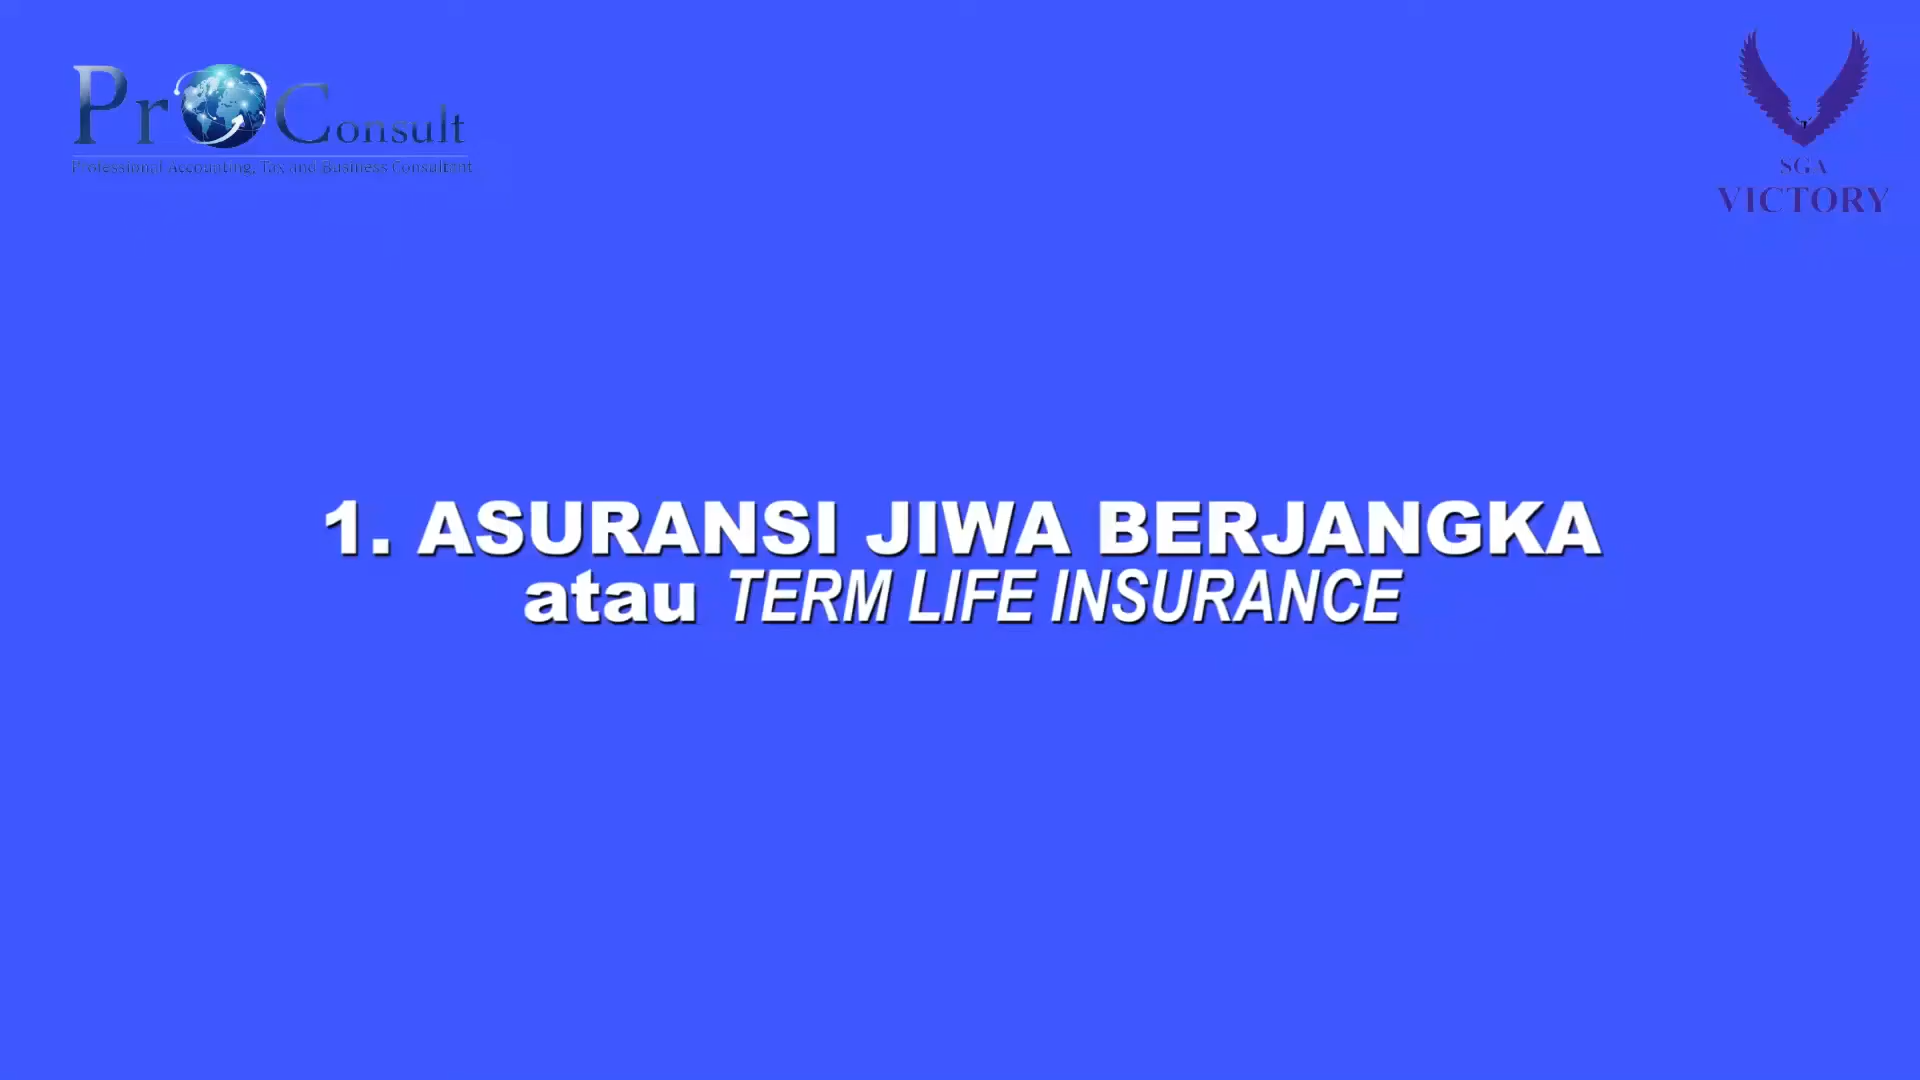 ProConsult
Professional Accounting, Tax and Business Consultant
SGA
VICTORY
1. ASURANSI JIWA BERJANGKA
atau TERM LIFE INSURANCE